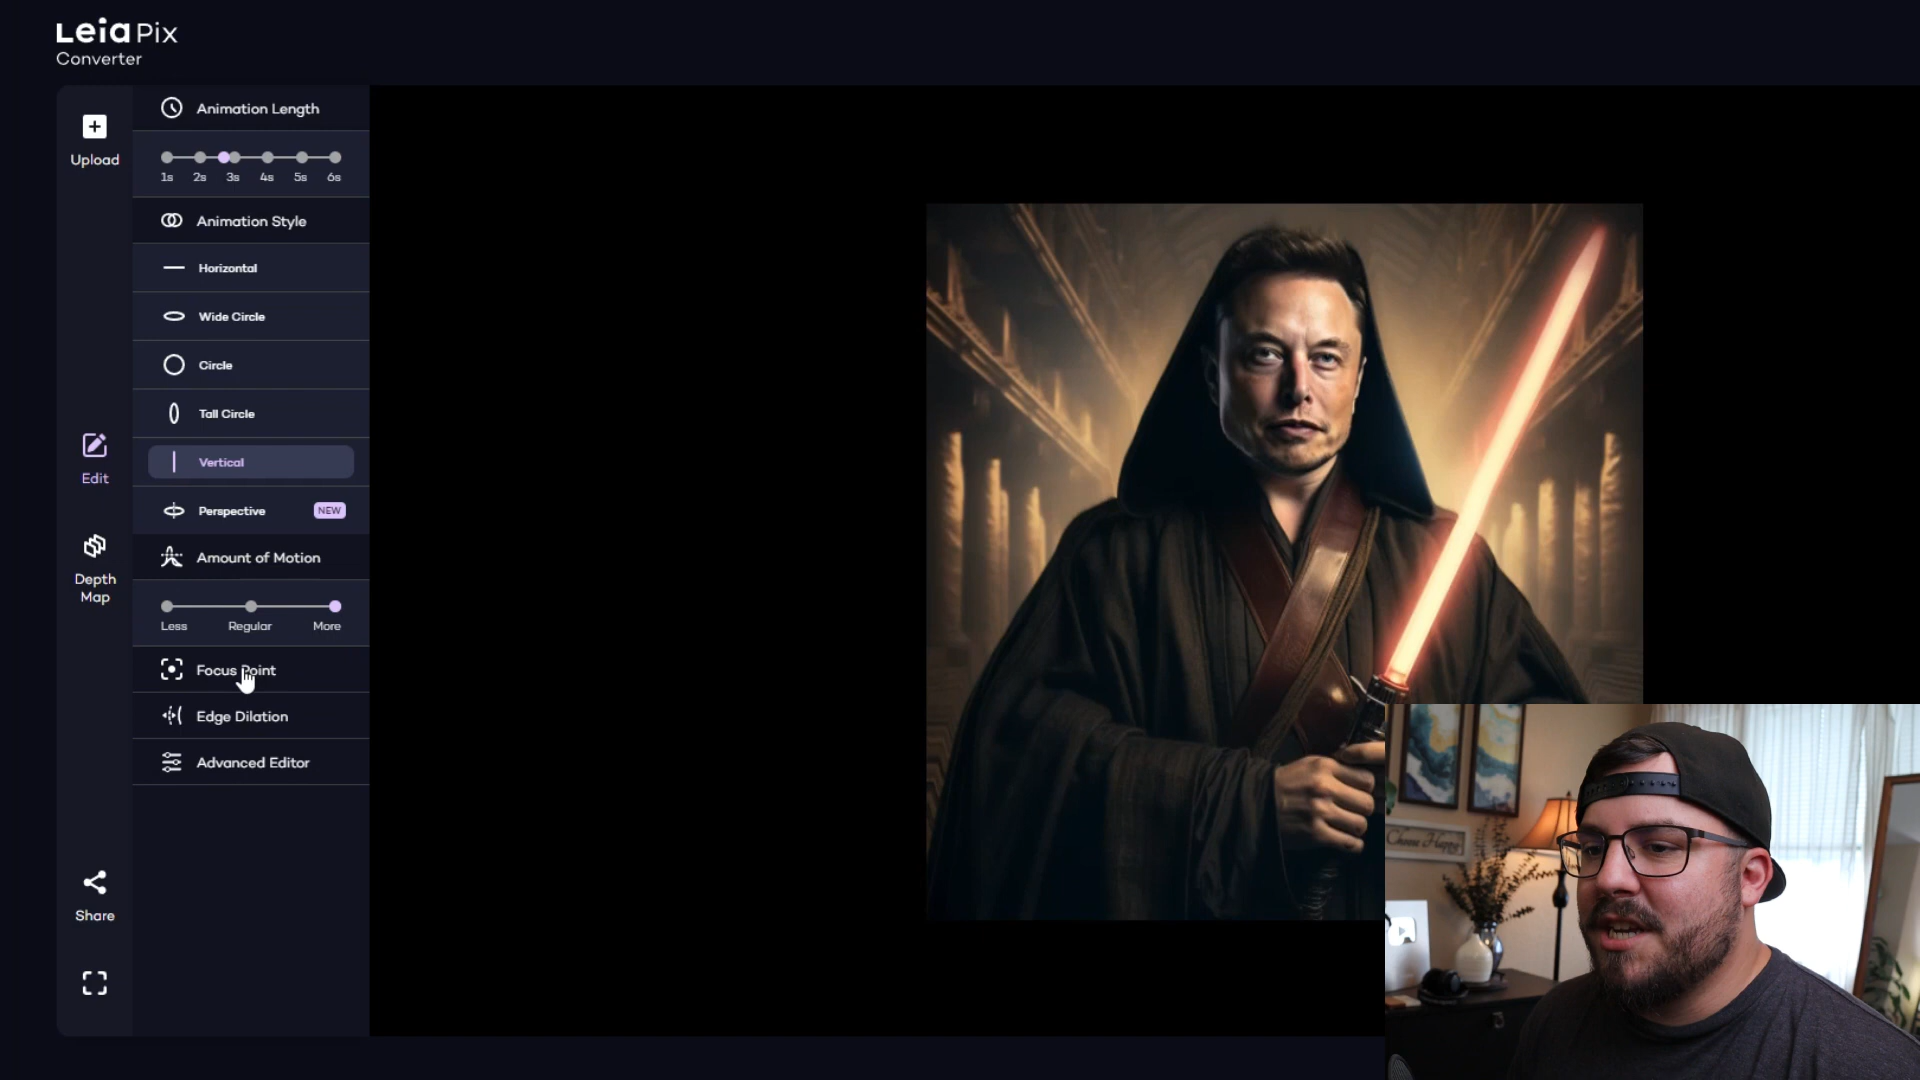 Leia Pix
Converter
Upload
Edit
Depth
Map
Share
Animation Length
1s 2s 3s 4s 5s 6s
Animation Style
Horizontal
Wide Circle
Circle
Tall Circle
Vertical
Perspective NEW
Amount of Motion
Less Regular More
Focus Point
Edge Dilation
Advanced Editor
Choose Happy